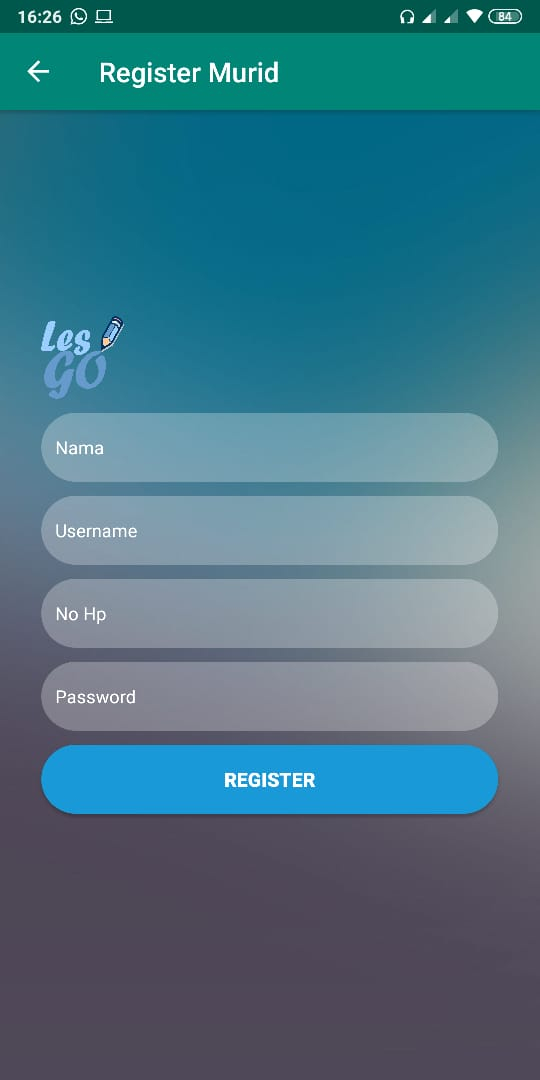 16:26
84
Register Murid
Les
GO
Nama
Username
No Hp
Password
REGISTER